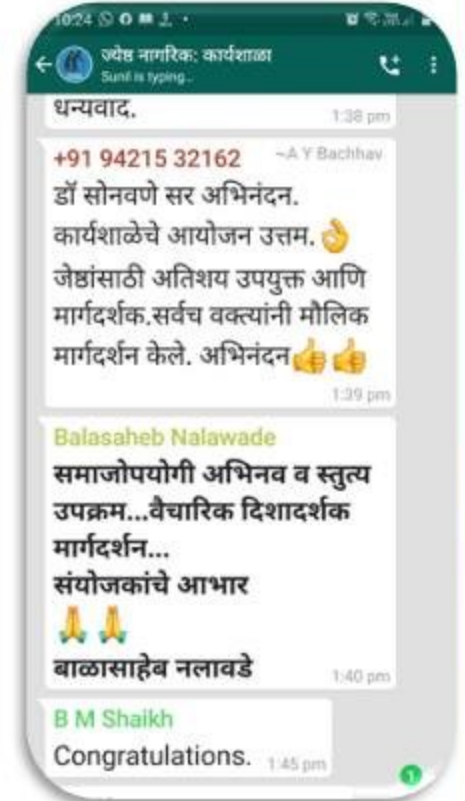 10:24
ज्येष्ठ नागरिक: कार्यशाळा
Sunil is typing...
धन्यवाद.
1:38 pm
+91 94215 32162 ~A Y Bachhav
डॉ सोनवणे सर अभिनंदन.
कार्यशाळेचे आयोजन उत्तम.👌
जेष्ठांसाठी अतिशय उपयुक्त आणि
मार्गदर्शक.सर्वच वक्त्यांनी मौलिक
मार्गदर्शन केले. अभिनंदन👍👍
1:39 pm
Balasaheb Nalawade
समाजोपयोगी अभिनव व स्तुत्य
उपक्रम...वैचारिक दिशादर्शक
मार्गदर्शन...
संयोजकांचे आभार
🙏🙏
बाळासाहेब नलावडे
1:40 pm
B M Shaikh
Congratulations. 1:45 pm
1